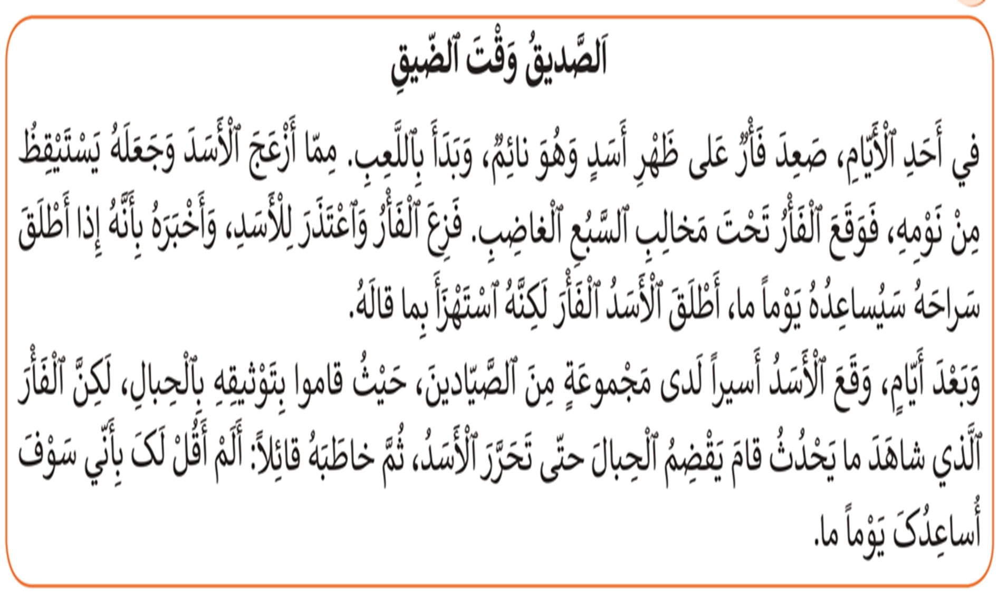 اَلصَّديقُ وَقْتَ ٱلضّيقِ
في أَحَدِ ٱلْأَيّامِ، صَعِدَ فَأْرٌ عَلى ظَهْرِ أَسَدٍ وَهُوَ نائِمٌ، وَبَدَأَ بِٱللَّعِبِ. مِمّا أَزْعَجَ ٱلْأَسَدَ وَجَعَلَهُ يَسْتَيْقِظُ
مِنْ نَوْمِهِ، فَوَقَعَ ٱلْفَأْرُ تَحْتَ مَخالِبِ ٱلسَّبُعِ ٱلْغاضِبِ. فَزِعَ ٱلْفَأْرُ وَٱعْتَذَرَ لِلْأَسَدِ، وَأَخْبَرَهُ بِأَنَّهُ إِذا أَطْلَقَ
سَراحَهُ سَيُساعِدُهُ يَوْماً ما، أَطْلَقَ ٱلْأَسَدُ ٱلْفَأْرَ لَكِنَّهُ ٱسْتَهْزَأَ بِما قالَهُ.
وَبَعْدَ أَيّامٍ، وَقَعَ ٱلْأَسَدُ أَسيراً لَدى مَجْموعَةٍ مِنَ ٱلصَّيّادينَ، حَيْثُ قاموا بِتَوْثيقِهِ بِٱلْحِبالِ، لَكِنَّ ٱلْفَأْرَ
ٱلَّذي شاهَدَ ما يَحْدُثُ قامَ يَقْضِمُ ٱلْحِبالَ حتّى تَحَرَّرَ ٱلْأَسَدُ، ثُمَّ خاطَبَهُ قائِلاً: أَلَمْ أَقُلْ لَکَ بِأَنّي سَوْفَ
أُساعِدُکَ يَوْماً ما.